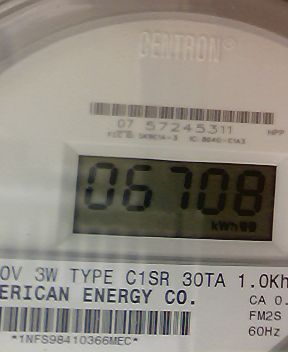 CENTRON®
07 57245311
HPP
06708
kWh
0V 3W TYPE C1SR 30TA 1.0Kh
ERICAN ENERGY CO.
CA 0.
FM2S
60Hz
*1NFS98410366MEC*